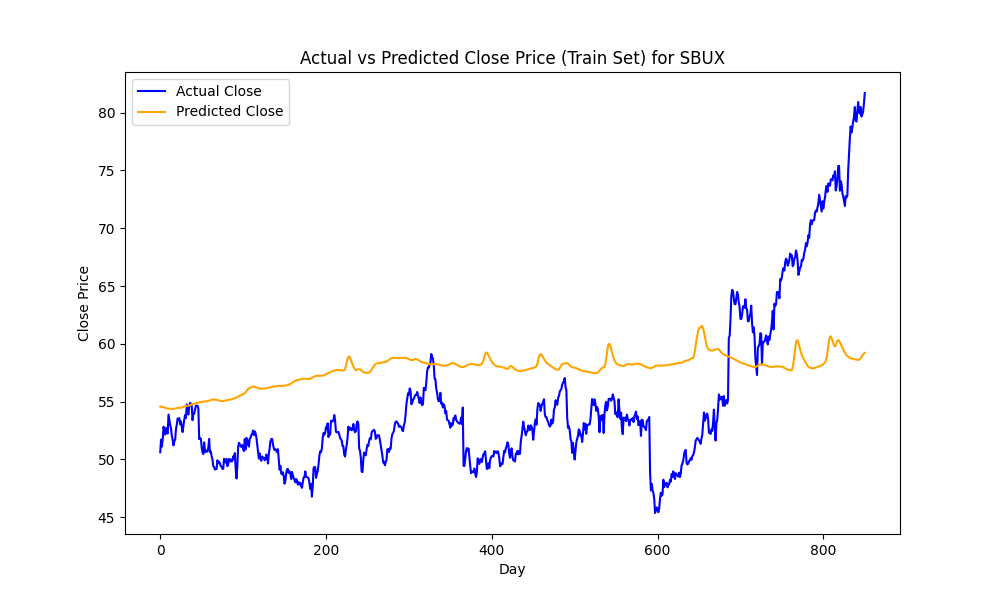 Actual vs Predicted Close Price (Train Set) for SBUX
Actual Close
Predicted Close
80
75
70
65
60
55
50
45
Close Price
0 200 400 600 800
Day